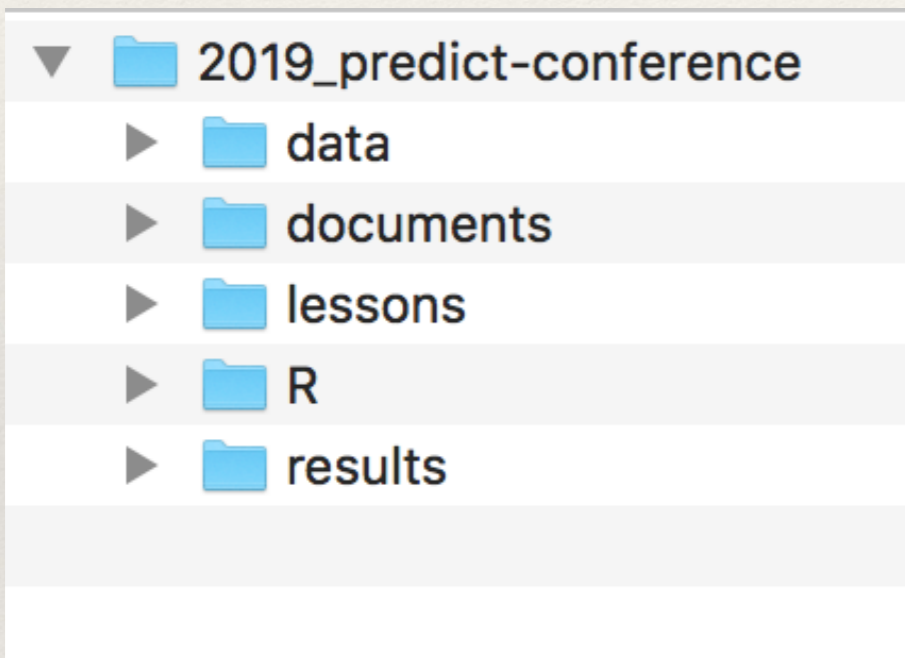 2019_predict-conference
data
documents
lessons
R
results